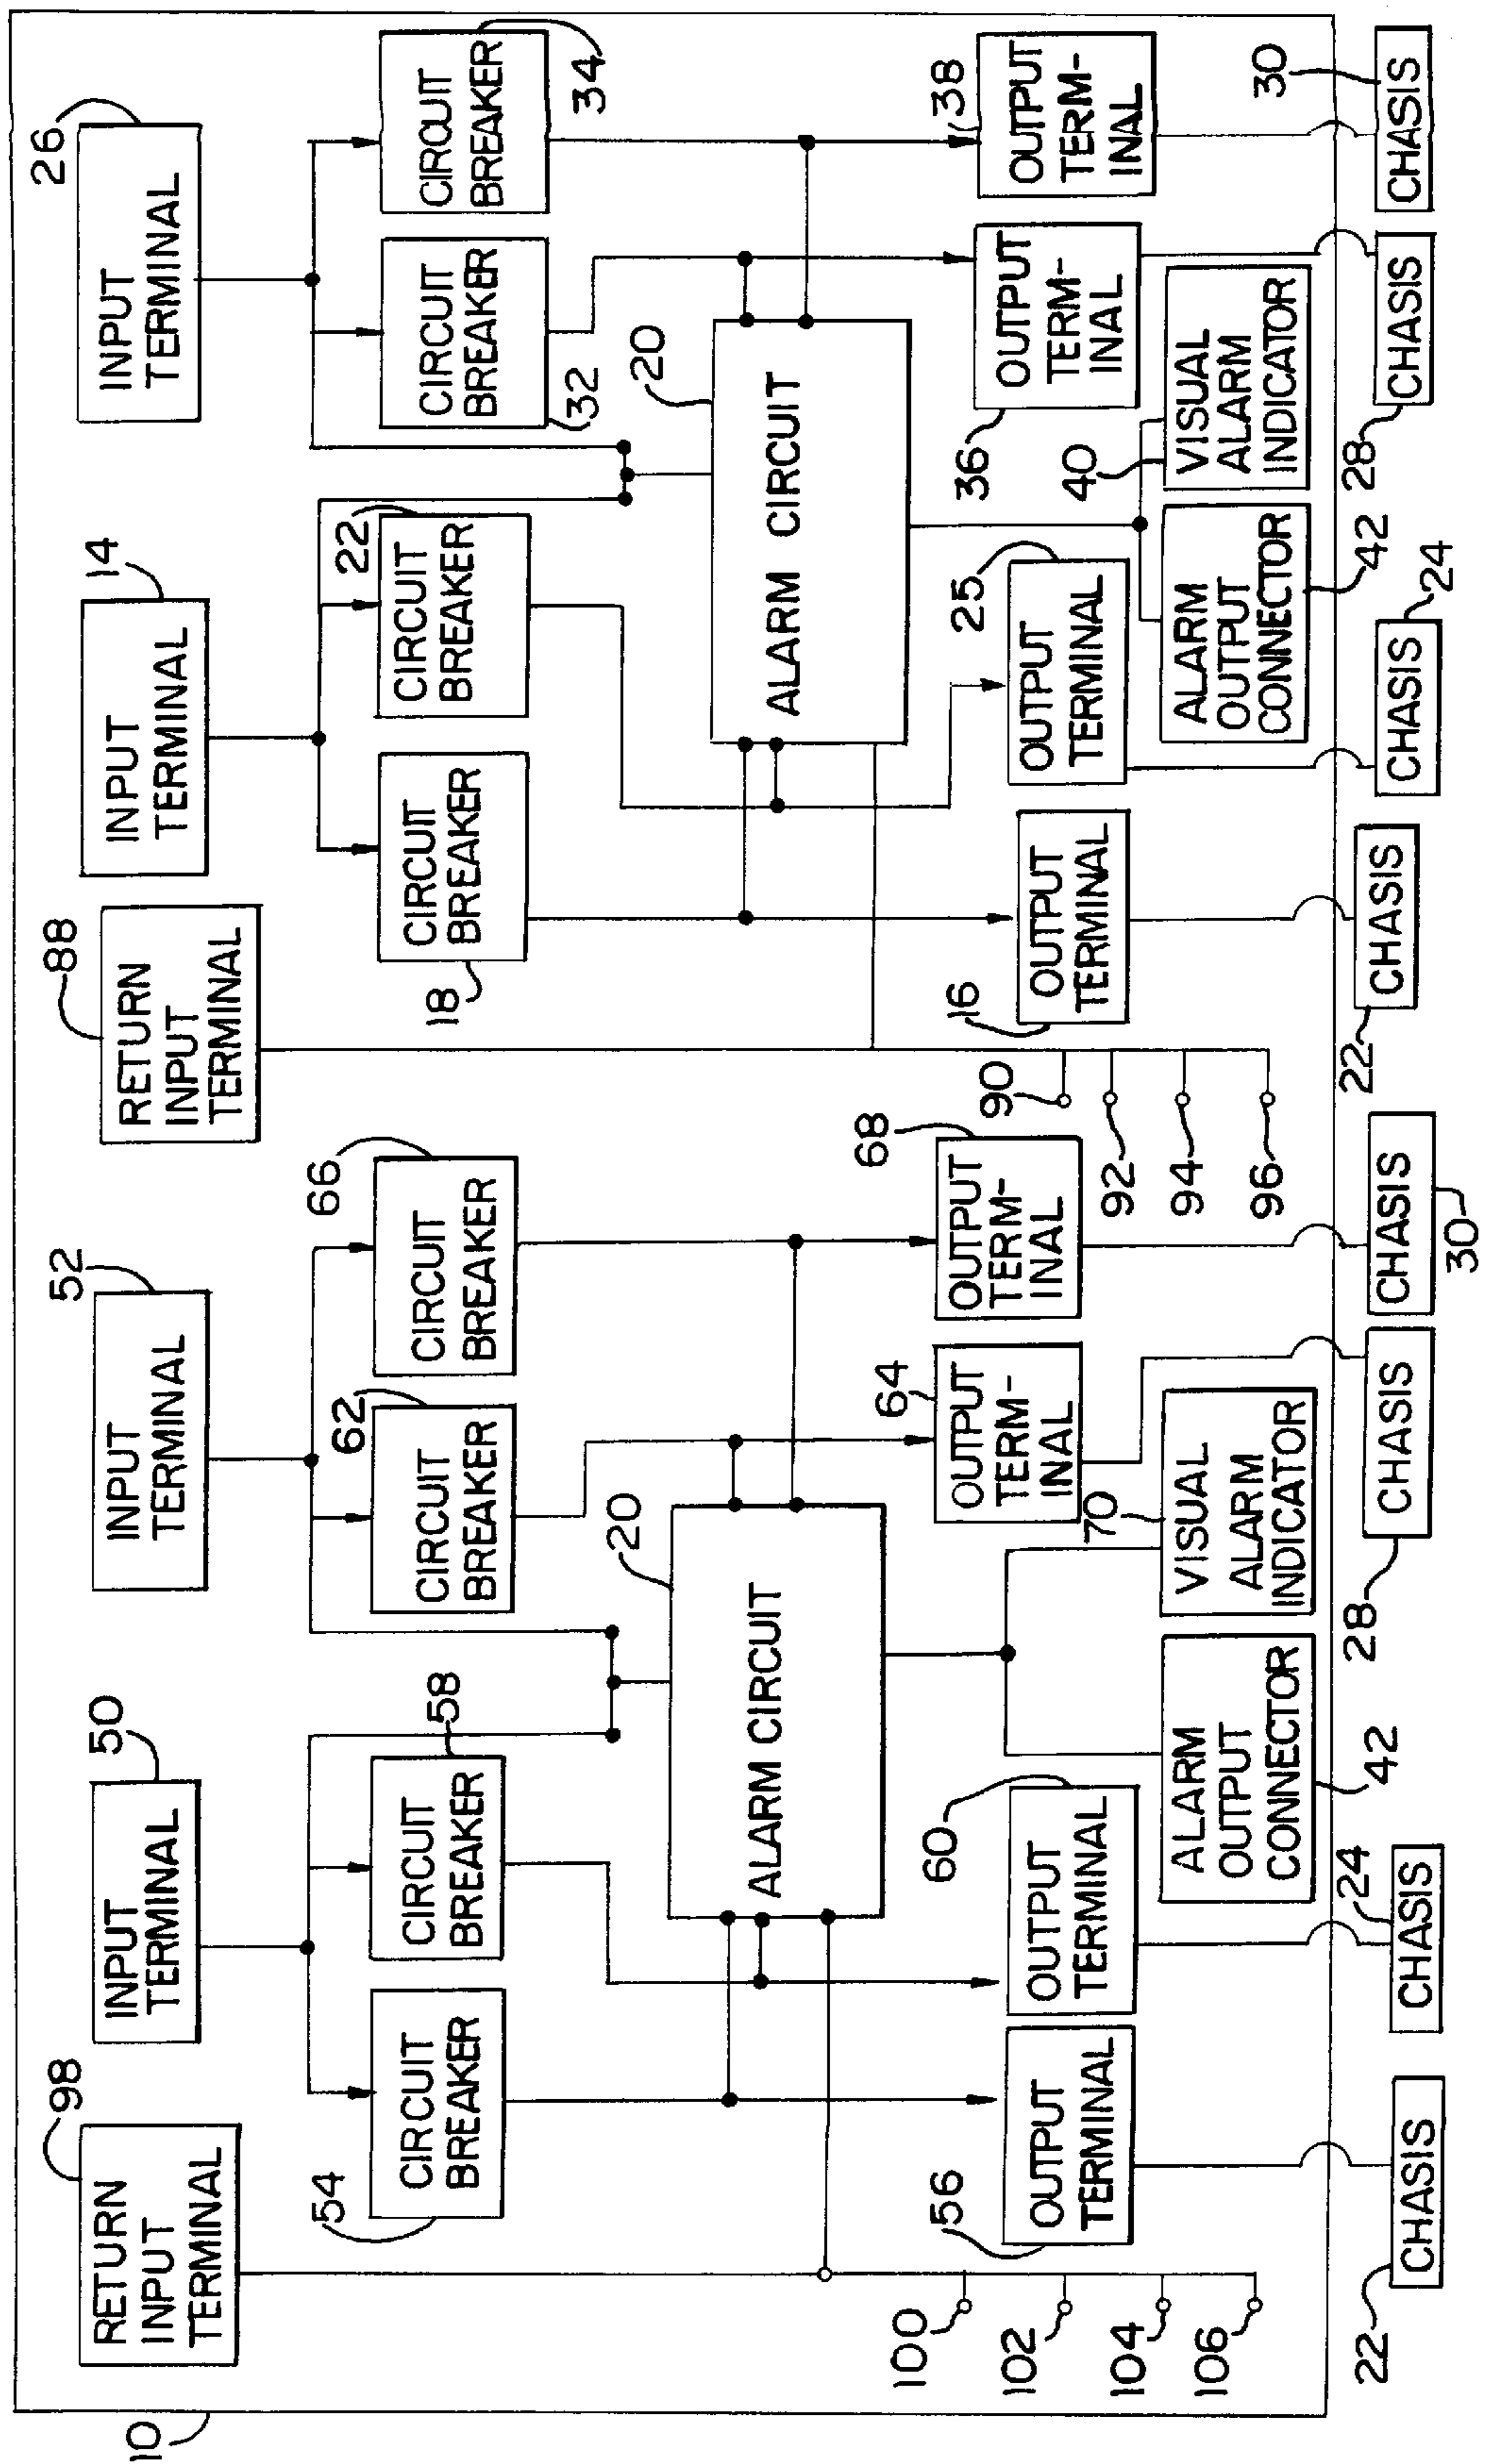 10
98
RETURN
INPUT
TERMINAL
50
INPUT
TERMINAL
52
INPUT
TERMINAL
88
RETURN
INPUT
TERMINAL
14
INPUT
TERMINAL
26
INPUT
TERMINAL
54
CIRCUIT
BREAKER
58
CIRCUIT
BREAKER
62
CIRCUIT
BREAKER
66
CIRCUIT
BREAKER
18
CIRCUIT
BREAKER
22
CIRCUIT
BREAKER
32
CIRCUIT
BREAKER
34
CIRCUIT
BREAKER
20
ALARM CIRCUIT
20
ALARM CIRCUIT
100
102
104
106
56
OUTPUT
TERMINAL
60
OUTPUT
TERMINAL
64
OUTPUT
TERM-
INAL
68
OUTPUT
TERM-
INAL
90
92
94
96
16
OUTPUT
TERMINAL
25
OUTPUT
TERMINAL
36
OUTPUT
TERM-
INAL
38
OUTPUT
TERM-
INAL
ALARM
OUTPUT
CONNECTOR
42
70
VISUAL
ALARM
INDICATOR
ALARM
OUTPUT
CONNECTOR
42
40
VISUAL
ALARM
INDICATOR
22
CHASIS
24
CHASIS
28
CHASIS
30
CHASIS
22
CHASIS
24
CHASIS
28
CHASIS
30
CHASIS